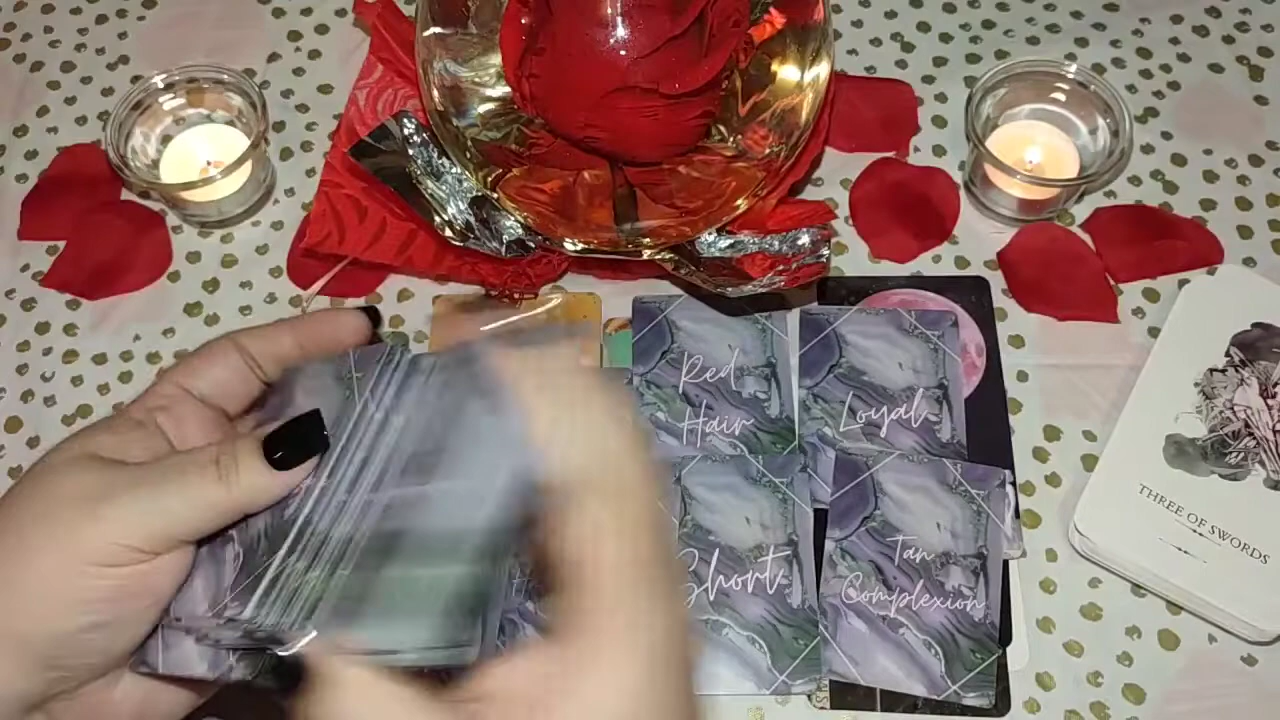 Red
Hair
Loyal
Short
Tan
Complexion
THREE OF SWORDS